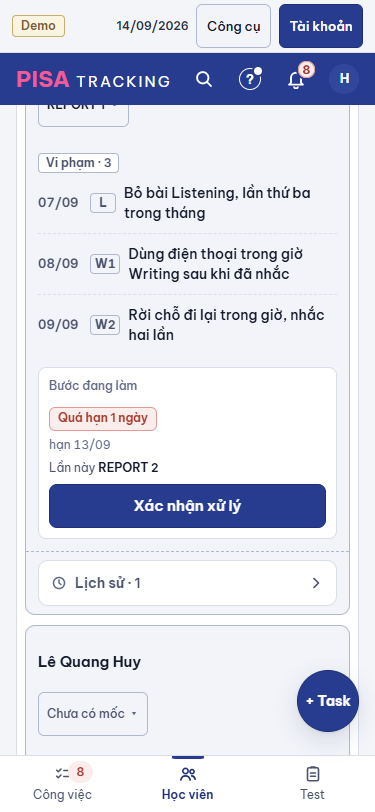 Demo
14/09/2026
Công cụ
Tài khoản
PISA TRACKING
?
8
H
REPORT 1
Vi phạm · 3
07/09
L
Bỏ bài Listening, lần thứ ba
trong tháng
08/09
W1
Dùng điện thoại trong giờ
Writing sau khi đã nhắc
09/09
W2
Rời chỗ đi lại trong giờ, nhắc
hai lần
Bước đang làm
Quá hạn 1 ngày
hạn 13/09
Lần này REPORT 2
Xác nhận xử lý
Lịch sử · 1
Lê Quang Huy
Chưa có mốc
+ Task
8
Công việc
Học viên
Test